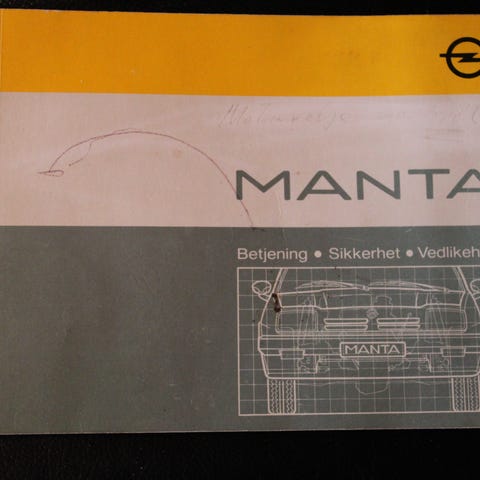 MANTA
Betjening • Sikkerhet • Vedlikeh
MANTA